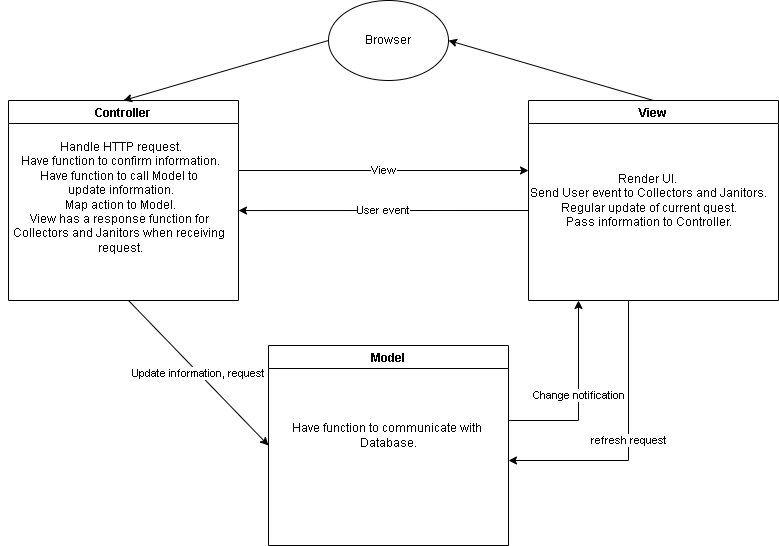 Browser
Controller
Handle HTTP request.
Have function to confirm information.
Have function to call Model to
update information.
Map action to Model.
View has a response function for
Collectors and Janitors when receiving
request.
View
User event
View
Render UI.
Send User event to Collectors and Janitors.
Regular update of current quest.
Pass information to Controller.
Update information, request
Model
Have function to communicate with
Database.
Change notification
refresh request